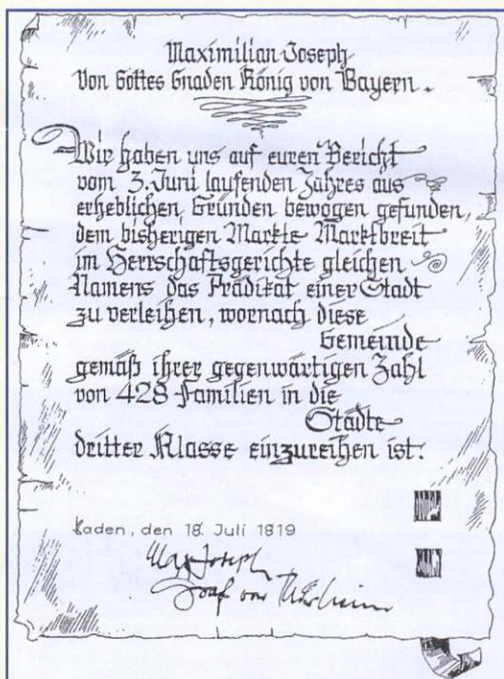 Maximilian Joseph
Von Gottes Gnaden König von Bayern.
Wir haben uns auf euren Bericht
vom 3. Juni laufenden Jahres aus
erheblichen Gründen bewogen gefunden,
dem bisherigen Markte Marktbreit
im Herrschaftsgerichte gleichen
Namens das Prädikat einer Stadt
zu verleihen, wornach diese
Gemeinde
gemäß ihrer gegenwärtigen Zahl
von 428 Familien in die
Städte
dritter Klasse einzureihen ist.
Baden, den 18. Juli 1819
Max Joseph
Graf von